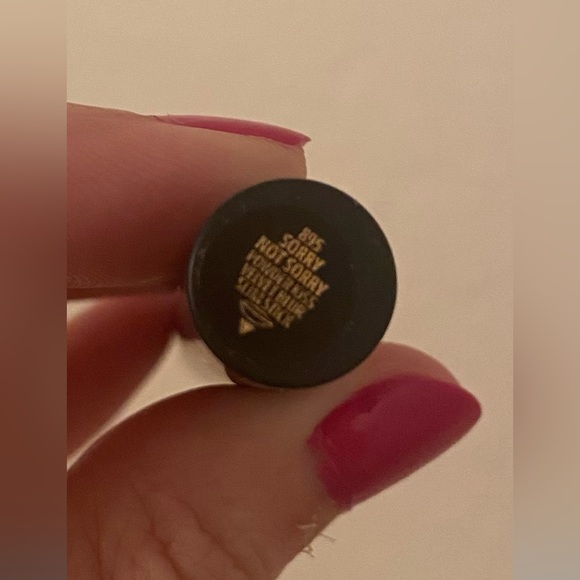 895
SORRY
NOT SORRY
POWDER KISS
VELVET BLUR
SLIM STICK